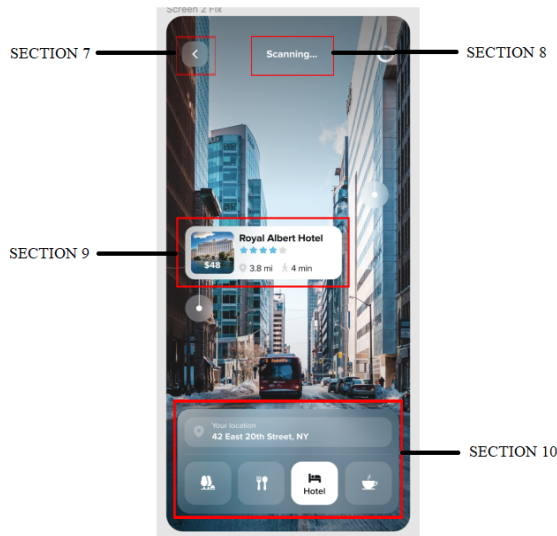 Screen 2 Fix
SECTION 7
Scanning...
SECTION 8
SECTION 9
Royal Albert Hotel
$48
3.8 mi
4 min
Your location
42 East 20th Street, NY
SECTION 10
Hotel